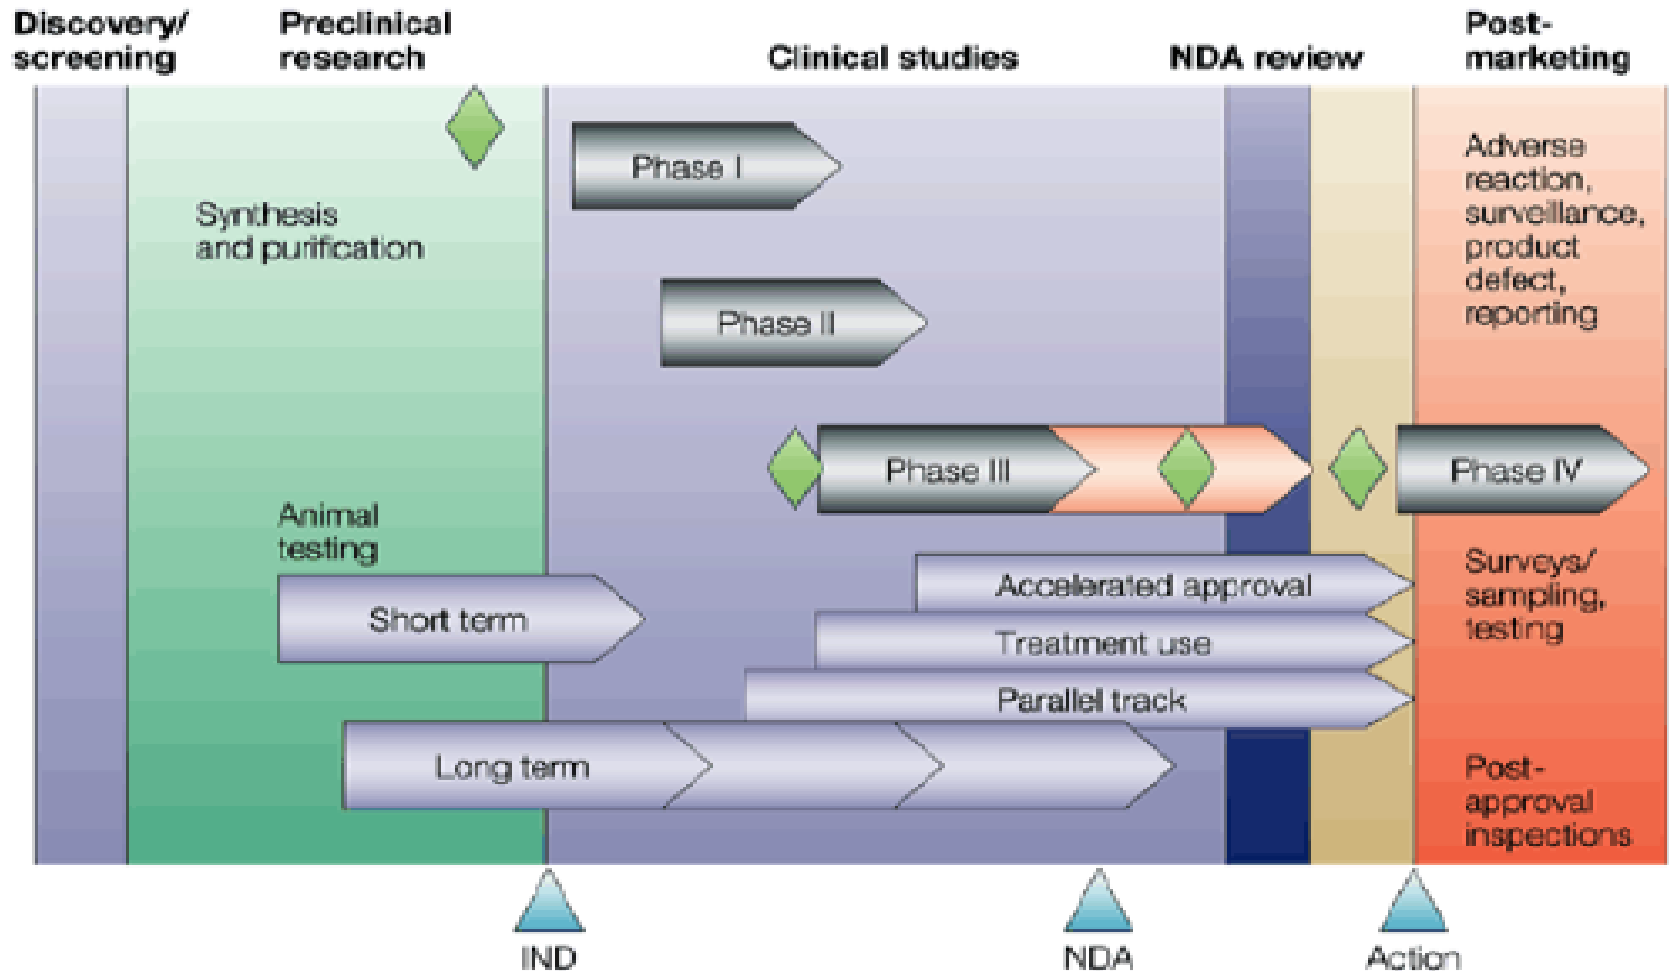 Discovery/
screening
Preclinical
research
Clinical studies
NDA review
Post-
marketing
Phase I
Adverse
reaction,
surveillance,
product
defect,
reporting
Synthesis
and purification
Phase II
Phase III
Phase IV
Animal
testing
Short term
Accelerated approval
Treatment use
Parallel track
Surveys/
sampling,
testing
Long term
Post-
approval
inspections
IND
NDA
Action